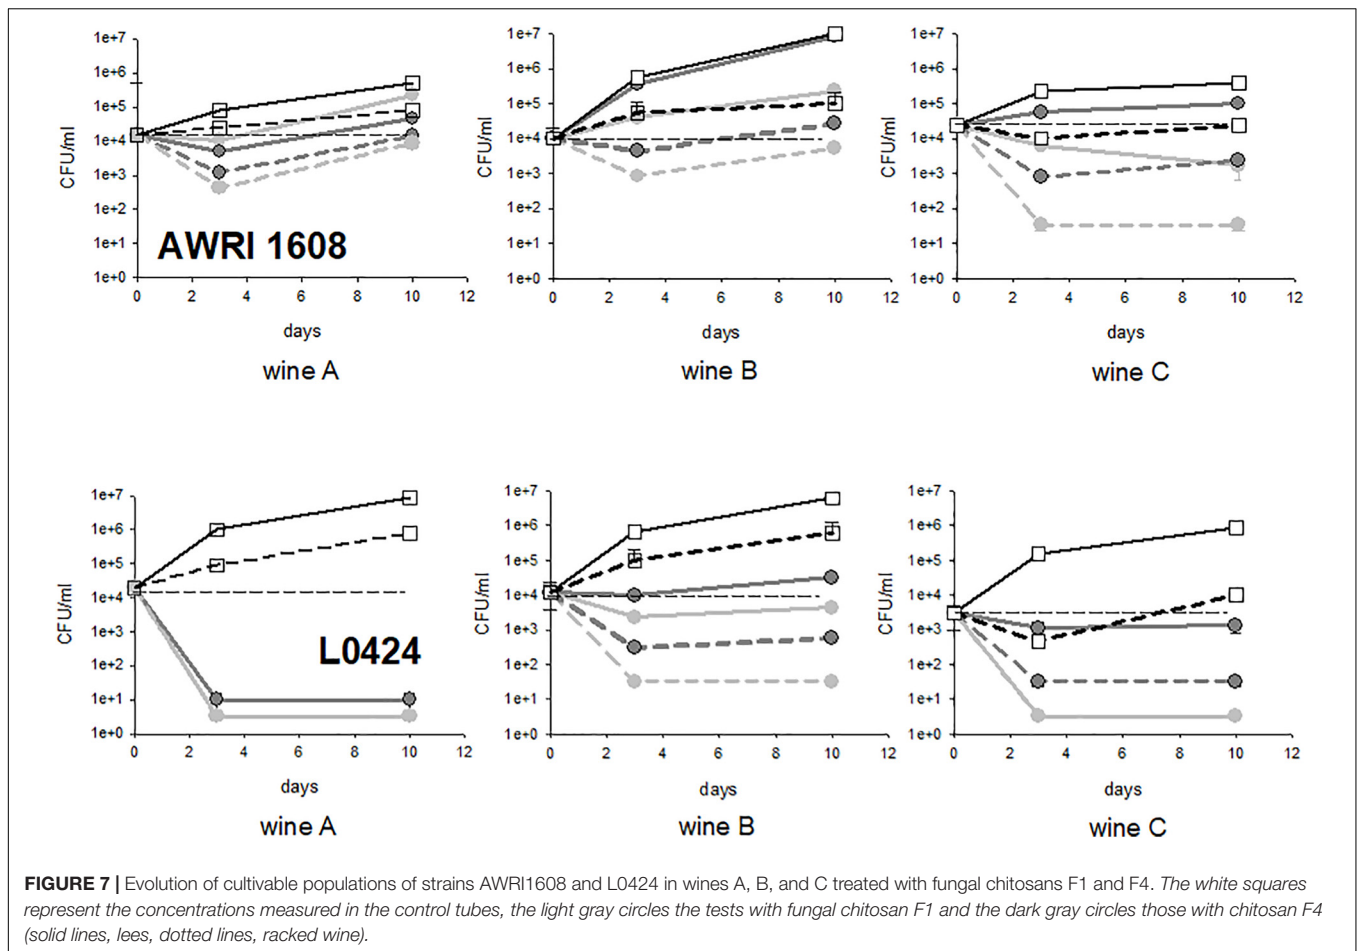 1e+7
1e+6
1e+5
1e+4
1e+3
1e+2
1e+1
1e+0
CFU/ml
AWRI 1608
0 2 4 6 8 10 12
days
wine A
1e+7
1e+6
1e+5
1e+4
1e+3
1e+2
1e+1
1e+0
CFU/ml
0 2 4 6 8 10 12
days
wine B
1e+7
1e+6
1e+5
1e+4
1e+3
1e+2
1e+1
1e+0
CFU/ml
0 2 4 6 8 10 12
days
wine C
1e+7
1e+6
1e+5
1e+4
1e+3
1e+2
1e+1
1e+0
CFU/ml
L0424
0 2 4 6 8 10 12
days
wine A
1e+7
1e+6
1e+5
1e+4
1e+3
1e+2
1e+1
1e+0
CFU/ml
0 2 4 6 8 10 12
days
wine B
1e+7
1e+6
1e+5
1e+4
1e+3
1e+2
1e+1
1e+0
CFU/ml
0 2 4 6 8 10 12
days
wine C
FIGURE 7 | Evolution of cultivable populations of strains AWRI1608 and L0424 in wines A, B, and C treated with fungal chitosans F1 and F4. The white squares
represent the concentrations measured in the control tubes, the light gray circles the tests with fungal chitosan F1 and the dark gray circles those with chitosan F4
(solid lines, lees, dotted lines, racked wine).